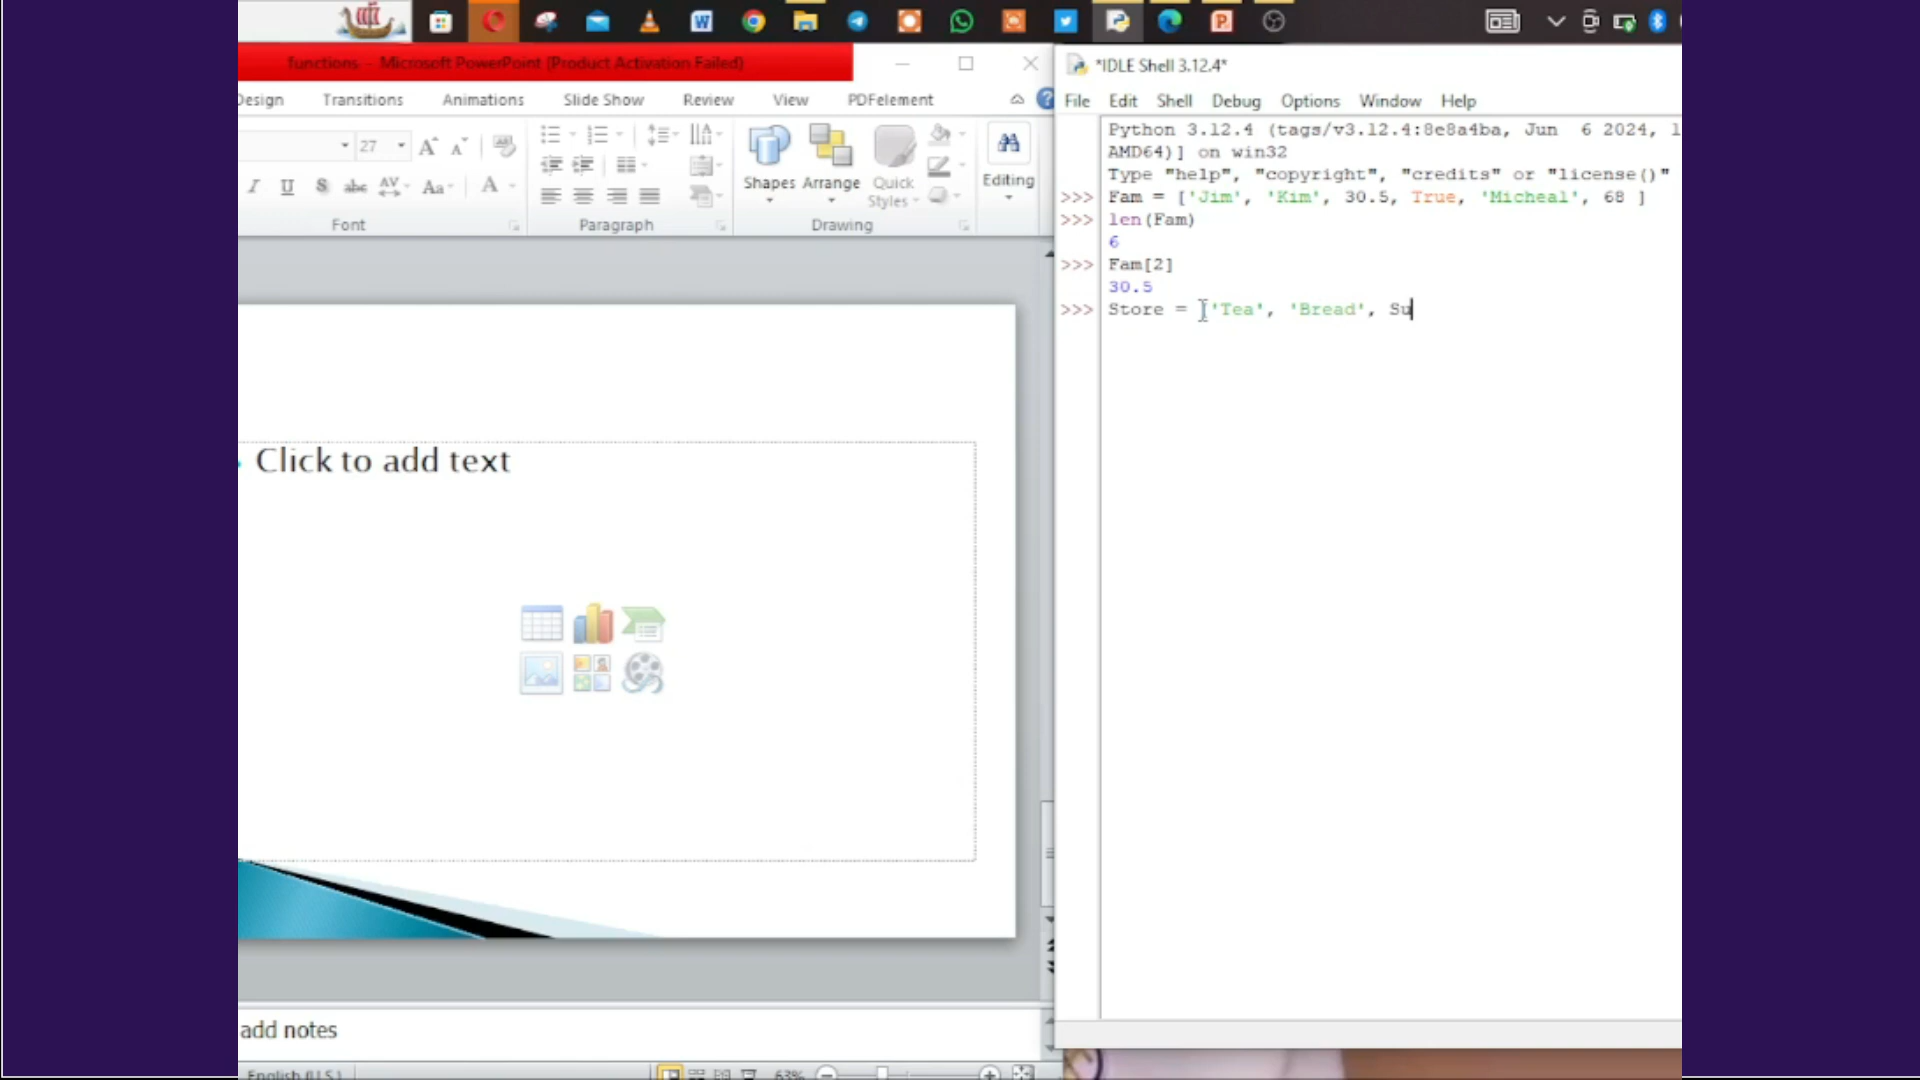 functions - Microsoft PowerPoint (Product Activation Failed)
Design Transitions Animations Slide Show Review View PDFelement
27
Shapes Arrange Quick Styles Editing
Font Paragraph Drawing
Click to add text
add notes
English (U.S.) 63%
*IDLE Shell 3.12.4*
File Edit Shell Debug Options Window Help
Python 3.12.4 (tags/v3.12.4:8e8a4ba, Jun 6 2024, 1
AMD64)] on win32
Type "help", "copyright", "credits" or "license()"
>>> Fam = ['Jim', 'Kim', 30.5, True, 'Micheal', 68 ]
>>> len(Fam)
6
>>> Fam[2]
30.5
>>> Store = ['Tea', 'Bread', Su